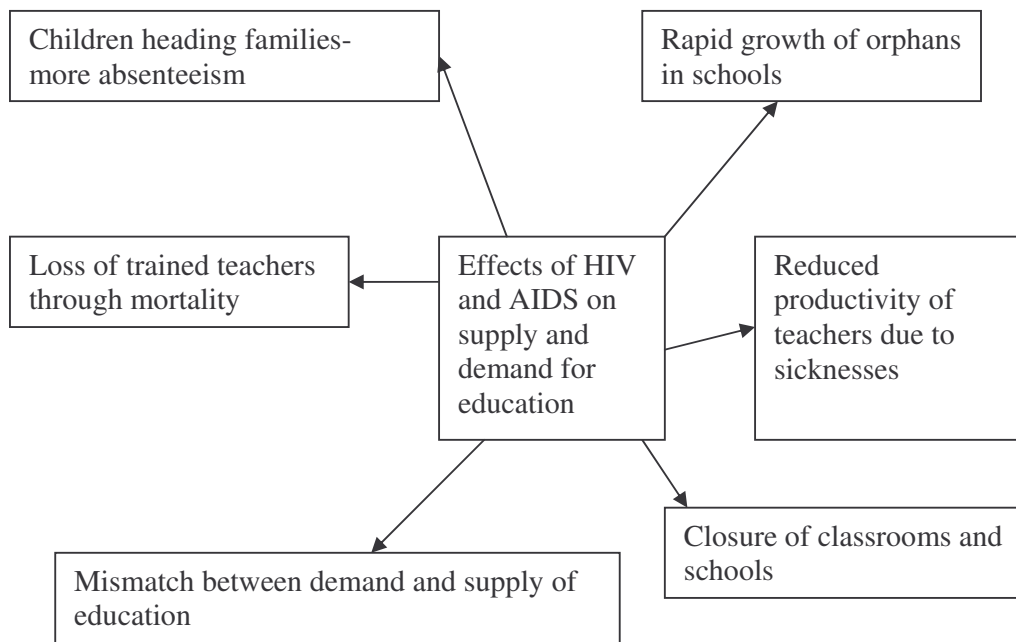 Children heading families-
more absenteeism
Rapid growth of orphans
in schools
Loss of trained teachers
through mortality
Effects of HIV
and AIDS on
supply and
demand for
education
Reduced
productivity of
teachers due to
sicknesses
Closure of classrooms and
schools
Mismatch between demand and supply of
education